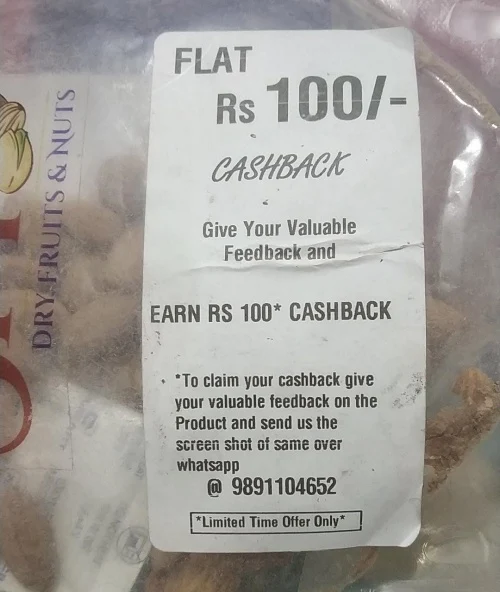 FLAT
Rs 100/-
CASHBACK
Give Your Valuable
Feedback and
EARN RS 100* CASHBACK
*To claim your cashback give
your valuable feedback on the
Product and send us the
screen shot of same over
whatsapp
@ 9891104652
*Limited Time Offer Only*
DRY FRUITS & NUTS